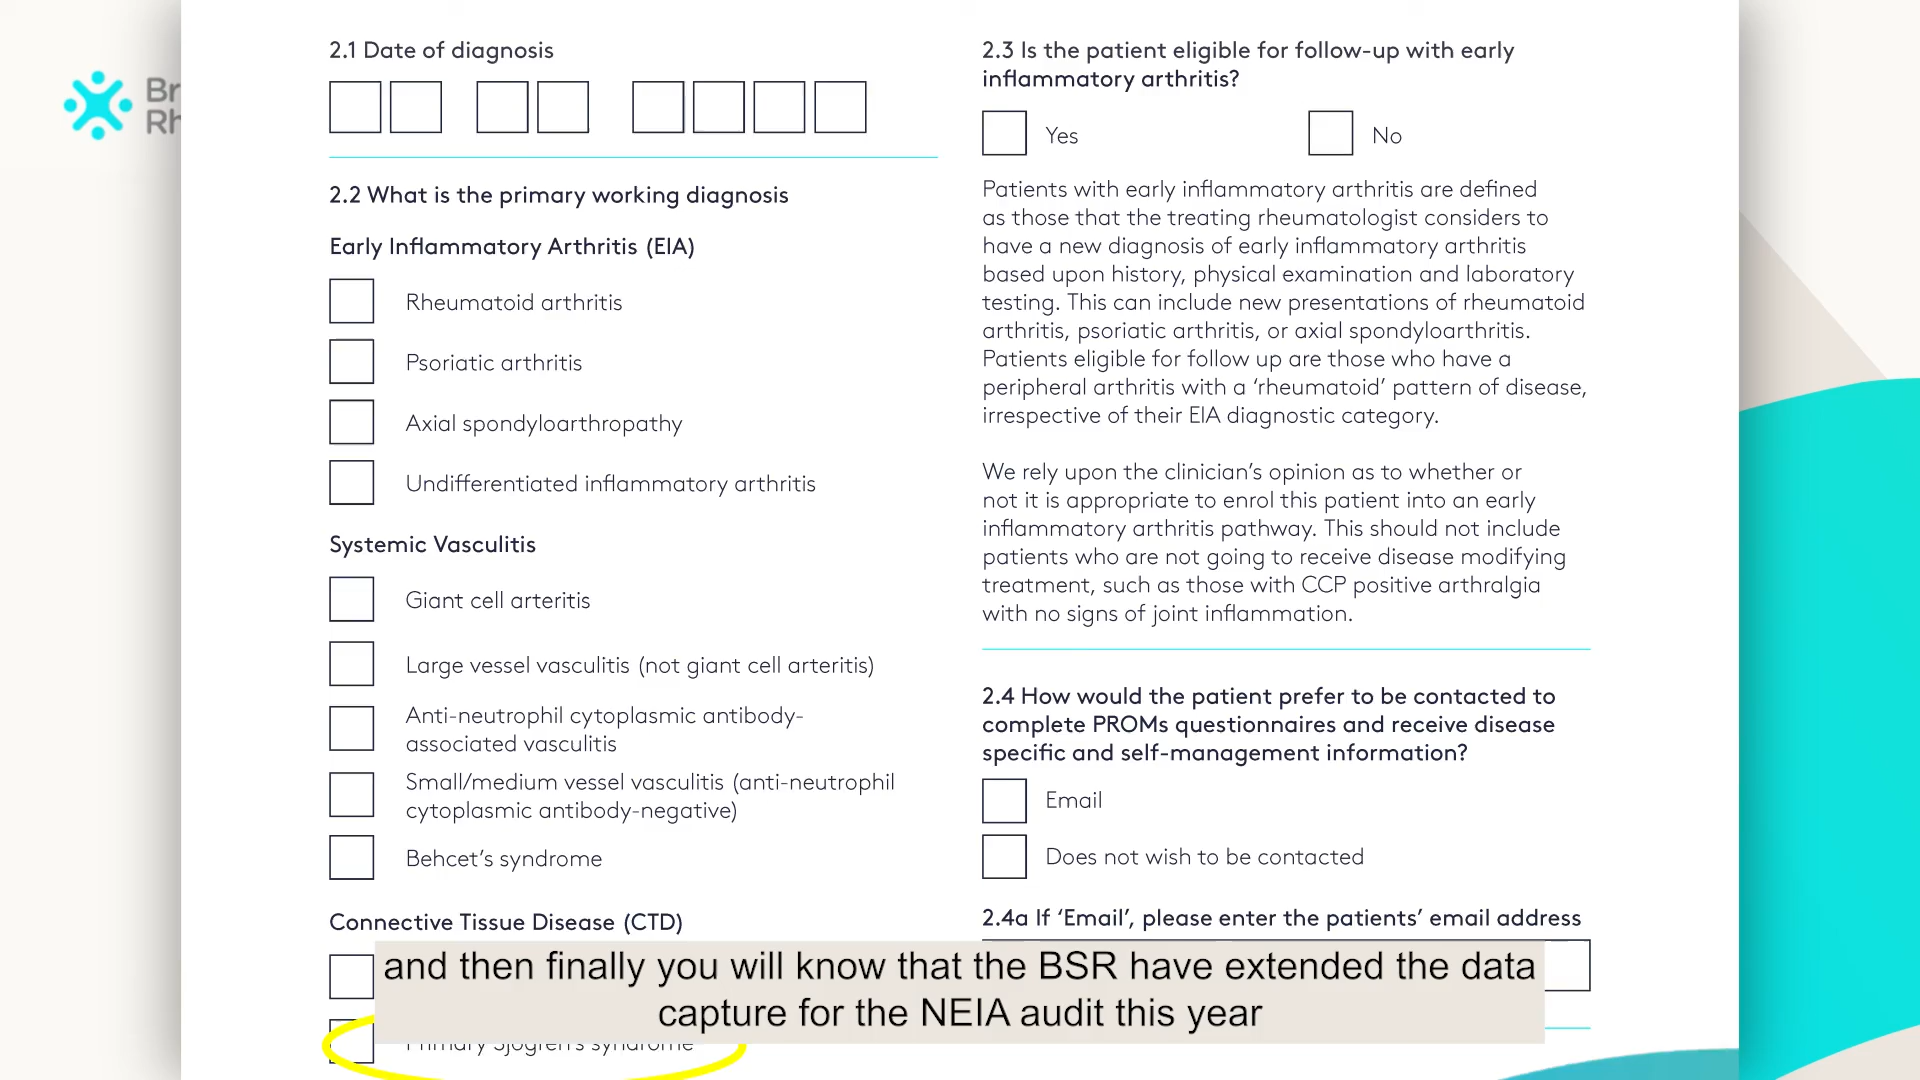 Br
Rh
2.1 Date of diagnosis
2.2 What is the primary working diagnosis
Early Inflammatory Arthritis (EIA)
Rheumatoid arthritis
Psoriatic arthritis
Axial spondyloarthropathy
Undifferentiated inflammatory arthritis
Systemic Vasculitis
Giant cell arteritis
Large vessel vasculitis (not giant cell arteritis)
Anti-neutrophil cytoplasmic antibody-
associated vasculitis
Small/medium vessel vasculitis (anti-neutrophil
cytoplasmic antibody-negative)
Behcet’s syndrome
Connective Tissue Disease (CTD)
Primary Sjogren’s syndrome
2.3 Is the patient eligible for follow-up with early
inflammatory arthritis?
Yes
No
Patients with early inflammatory arthritis are defined
as those that the treating rheumatologist considers to
have a new diagnosis of early inflammatory arthritis
based upon history, physical examination and laboratory
testing. This can include new presentations of rheumatoid
arthritis, psoriatic arthritis, or axial spondyloarthritis.
Patients eligible for follow up are those who have a
peripheral arthritis with a ‘rheumatoid’ pattern of disease,
irrespective of their EIA diagnostic category.
We rely upon the clinician’s opinion as to whether or
not it is appropriate to enrol this patient into an early
inflammatory arthritis pathway. This should not include
patients who are not going to receive disease modifying
treatment, such as those with CCP positive arthralgia
with no signs of joint inflammation.
2.4 How would the patient prefer to be contacted to
complete PROMs questionnaires and receive disease
specific and self-management information?
Email
Does not wish to be contacted
2.4a If ‘Email’, please enter the patients’ email address
and then finally you will know that the BSR have extended the data
capture for the NEIA audit this year